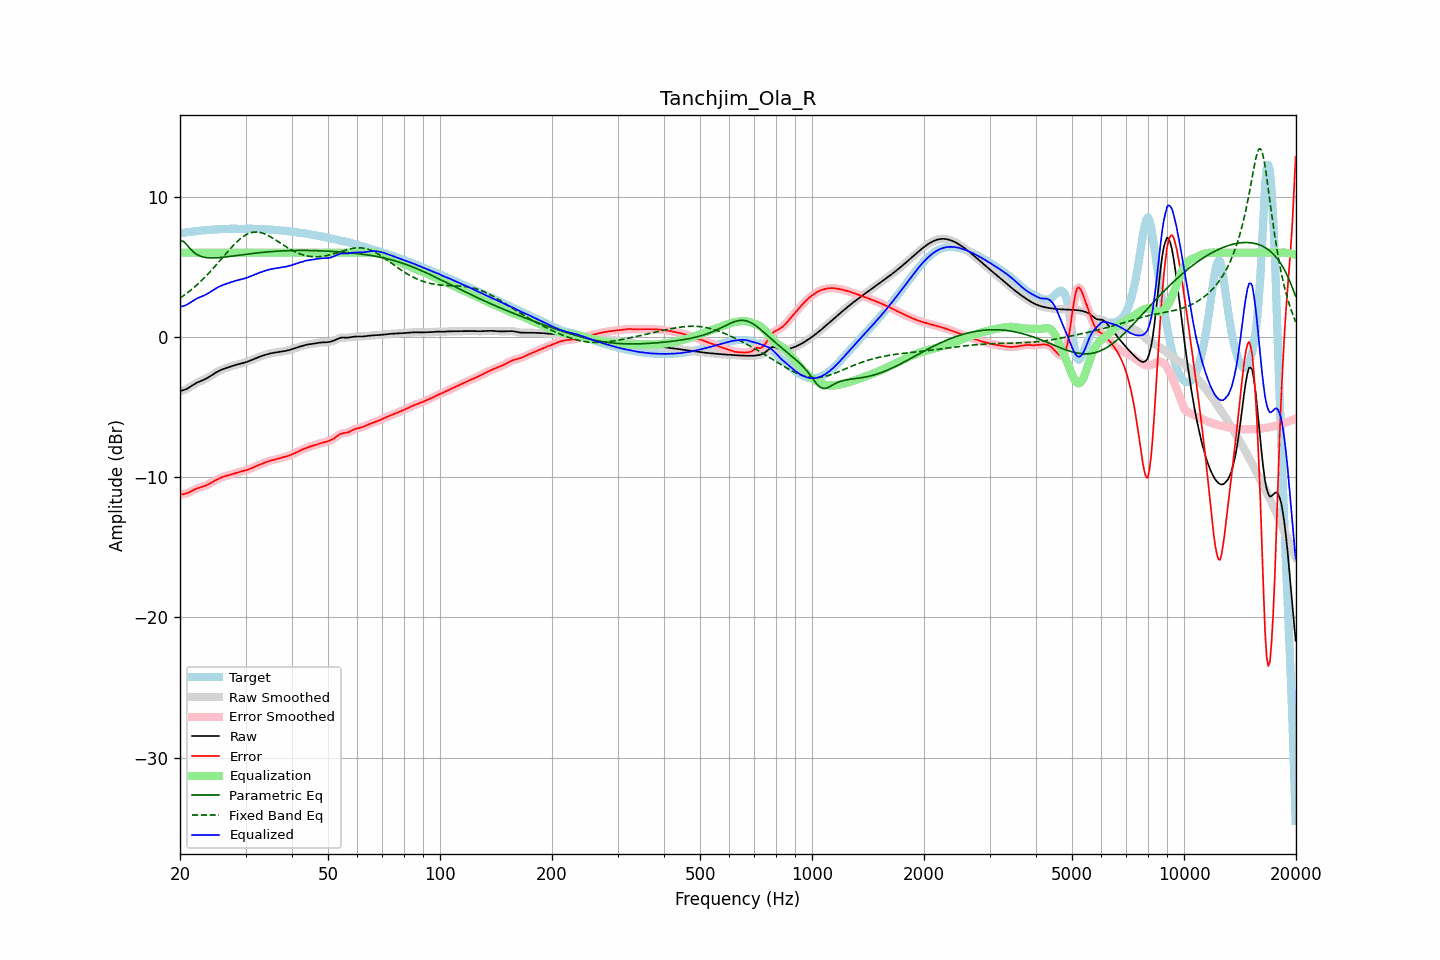 Tanchjim_Ola_R
Amplitude (dBr)
10
0
−10
−20
−30
Target
Raw Smoothed
Error Smoothed
Raw
Error
Equalization
Parametric Eq
Fixed Band Eq
Equalized
20 50 100 200 500 1000 2000 5000 10000 20000
Frequency (Hz)